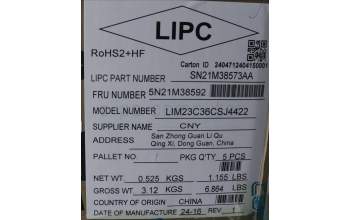 LIPC
RoHS2+HF
Carton ID 2404712404150001
LIPC PART NUMBER SN21M38573AA
FRU NUMBER 5N21M38592
MODEL NUMBER LIM23C36CSJ4422
SUPPLIER NAME CNY
ADDRESS San Zhong Guan Li Qu
Qing Xi, Dong Guan, China
PALLET NO / PKG Q'TY 5 PCS
NET WT. 0.525 KGS 1.155 LBS
GROSS WT 3.12 KGS 6.864 LBS
COUNTRY OF ORIGIN CHINA
DATE OF MANUFACTURE 24-16 REV 1